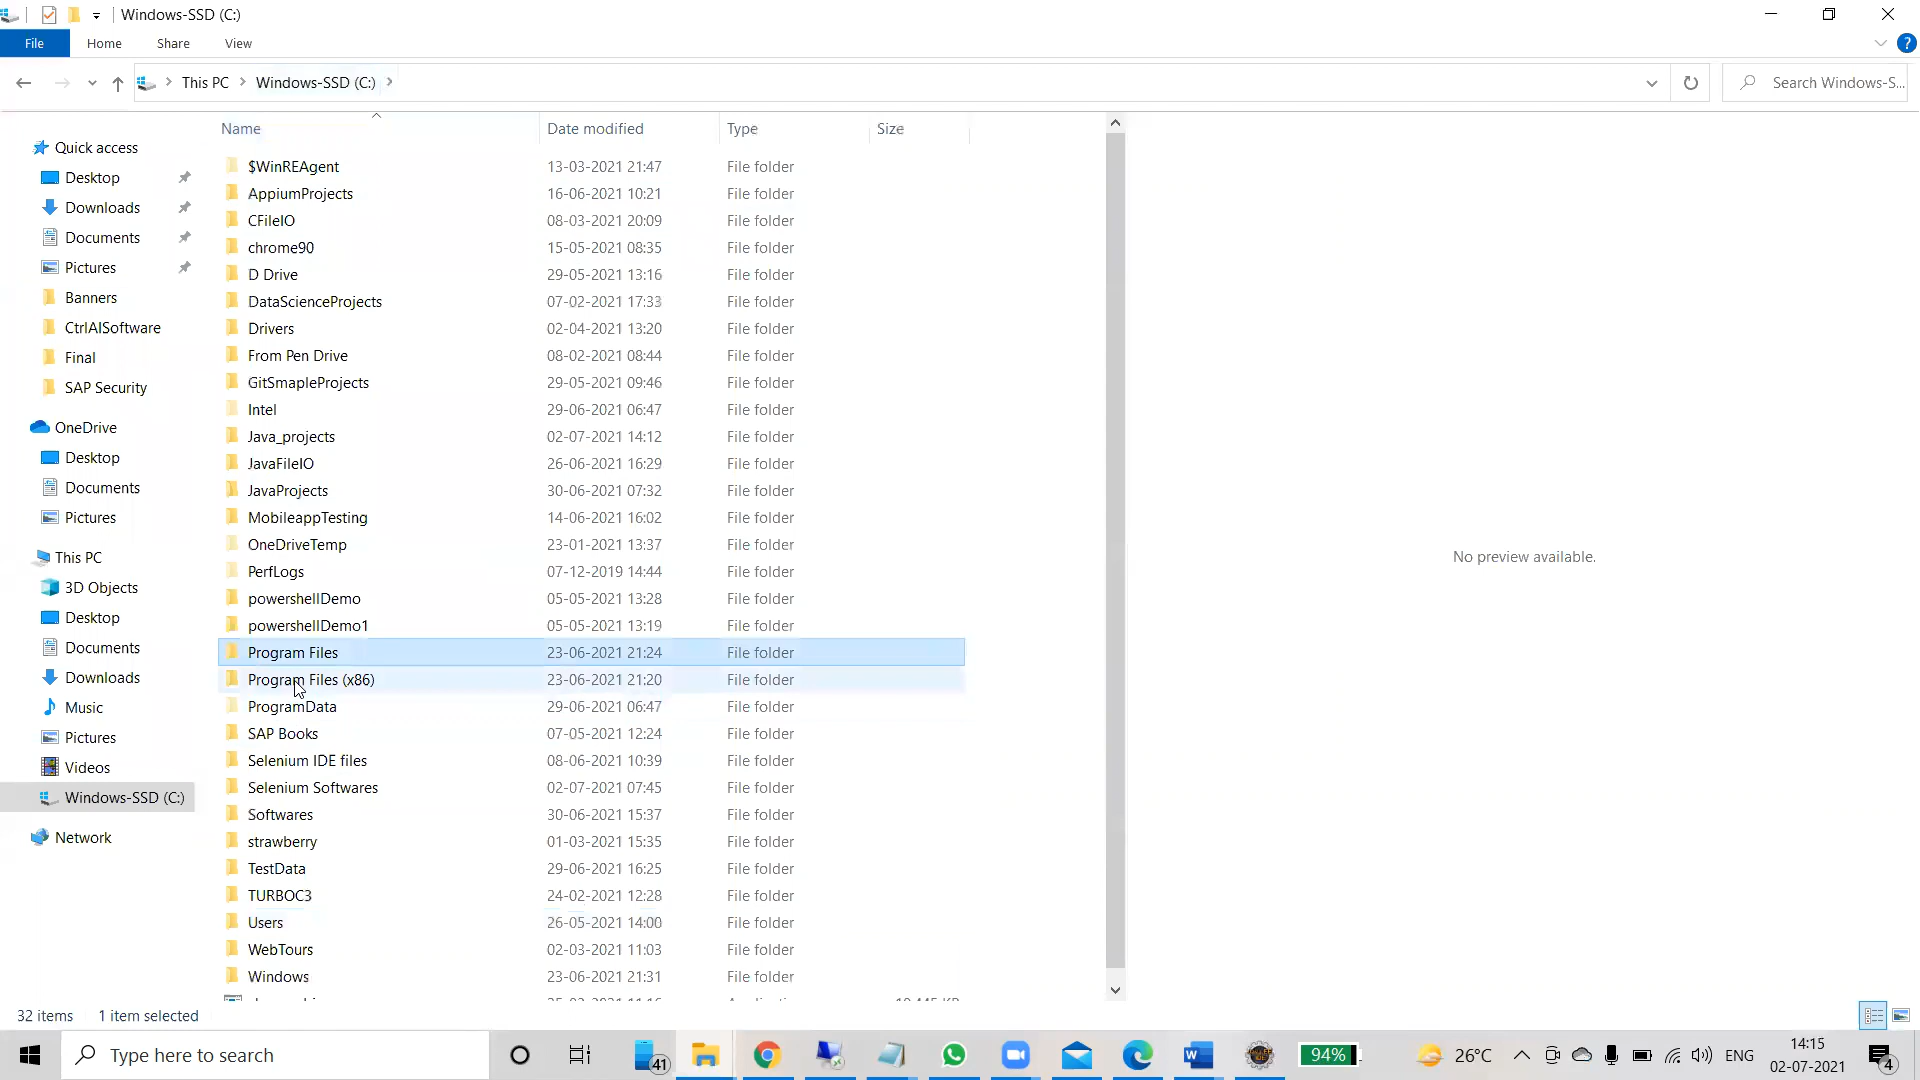 Windows-SSD (C:)
File Home Share View
This PC Windows-SSD (C:) Search Windows-S...
Name Date modified Type Size
Quick access
Desktop
Downloads
Documents
Pictures
Banners
CtrlAISoftware
Final
SAP Security
OneDrive
Desktop
Documents
Pictures
This PC
3D Objects
Desktop
Documents
Downloads
Music
Pictures
Videos
Windows-SSD (C:)
Network
$WinREAgent 13-03-2021 21:47 File folder
AppiumProjects 16-06-2021 10:21 File folder
CFileIO 08-03-2021 20:09 File folder
chrome90 15-05-2021 08:35 File folder
D Drive 29-05-2021 13:16 File folder
DataScienceProjects 07-02-2021 17:33 File folder
Drivers 02-04-2021 13:20 File folder
From Pen Drive 08-02-2021 08:44 File folder
GitSmapleProjects 29-05-2021 09:46 File folder
Intel 29-06-2021 06:47 File folder
Java_projects 02-07-2021 14:12 File folder
JavaFileIO 26-06-2021 16:29 File folder
JavaProjects 30-06-2021 07:32 File folder
MobileappTesting 14-06-2021 16:02 File folder
OneDriveTemp 23-01-2021 13:37 File folder
PerfLogs 07-12-2019 14:44 File folder
powershellDemo 05-05-2021 13:28 File folder
powershellDemo1 05-05-2021 13:19 File folder
Program Files 23-06-2021 21:24 File folder
Program Files (x86) 23-06-2021 21:20 File folder
ProgramData 29-06-2021 06:47 File folder
SAP Books 07-05-2021 12:24 File folder
Selenium IDE files 08-06-2021 10:39 File folder
Selenium Softwares 02-07-2021 07:45 File folder
Softwares 30-06-2021 15:37 File folder
strawberry 01-03-2021 15:35 File folder
TestData 29-06-2021 16:25 File folder
TURBOC3 24-02-2021 12:28 File folder
Users 26-05-2021 14:00 File folder
WebTours 02-03-2021 11:03 File folder
Windows 23-06-2021 21:31 File folder
No preview available.
32 items 1 item selected
Type here to search 41 94% 26°C ENG 14:15
02-07-2021 4